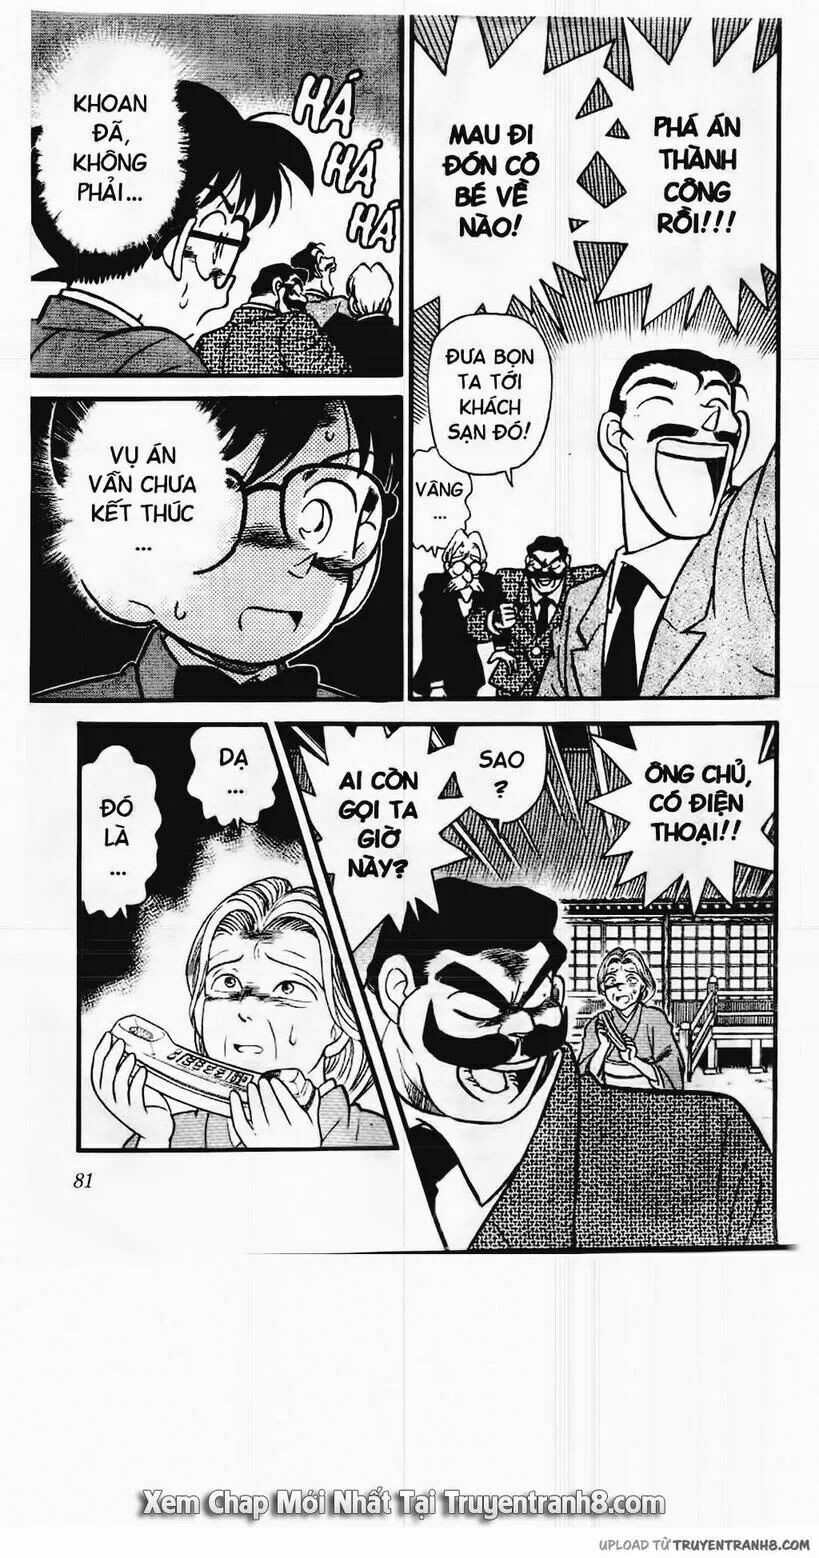 PHÁ ÁN
THÀNH
CÔNG
RỒI!!!
MAU ĐI
ĐÓN CÔ
BÉ VỀ
NÀO!
ĐƯA BỌN
TA TỚI
KHÁCH
SẠN ĐÓ!
VÂNG
...
HÁ
HÁ
HÁ
KHOAN
ĐÃ,
KHÔNG
PHẢI...
VỤ ÁN
VẪN CHƯA
KẾT THÚC
...
ÔNG CHỦ,
CÓ ĐIỆN
THOẠI!!
SAO
?
AI CÒN
GỌI TA
GIỜ
NÀY?
DẠ
...
ĐÓ
LÀ
...
81
Xem Chap Mới Nhất Tại Truyentranh8.com
UPLOAD TỪ TRUYENTRANH8.COM